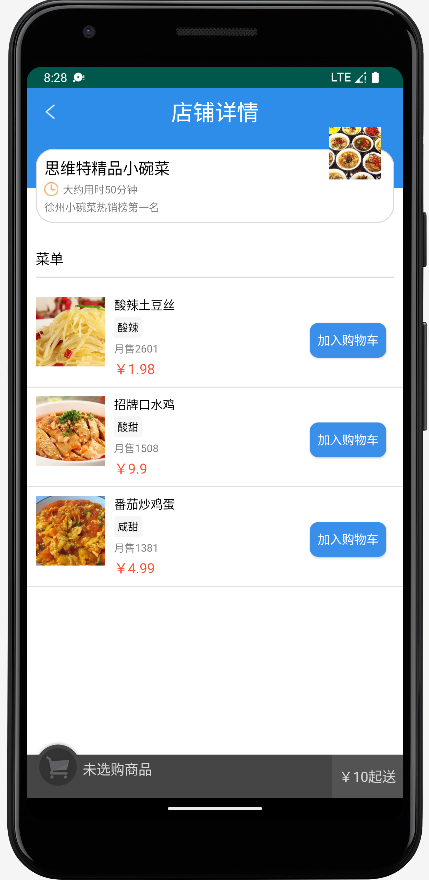 8:28
LTE
店铺详情
思维特精品小碗菜
大约用时50分钟
徐州小碗菜热销榜第一名
菜单
酸辣土豆丝
酸辣
月售2601
￥1.98
加入购物车
招牌口水鸡
酸甜
月售1508
￥9.9
加入购物车
番茄炒鸡蛋
咸甜
月售1381
￥4.99
加入购物车
未选购商品
￥10起送